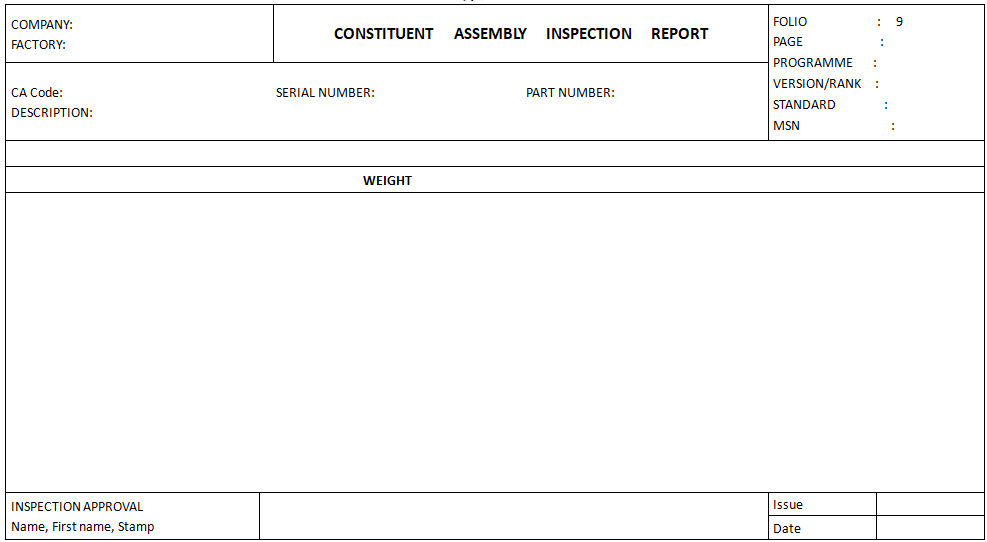 COMPANY:
FACTORY:
CONSTITUENT ASSEMBLY INSPECTION REPORT
FOLIO : 9
PAGE :
PROGRAMME :
VERSION/RANK :
STANDARD :
MSN :
CA Code:
SERIAL NUMBER:
PART NUMBER:
DESCRIPTION:
WEIGHT
INSPECTION APPROVAL
Name, First name, Stamp
Issue
Date